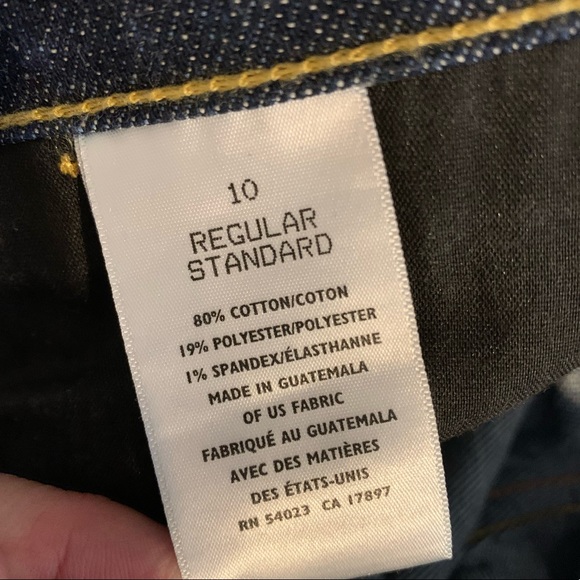 10
REGULAR
STANDARD
80% COTTON/COTON
19% POLYESTER/POLYESTER
1% SPANDEX/ÉLASTHANNE
MADE IN GUATEMALA
OF US FABRIC
FABRIQUÉ AU GUATEMALA
AVEC DES MATIÈRES
DES ÉTATS-UNIS
RN 54023 CA 17897